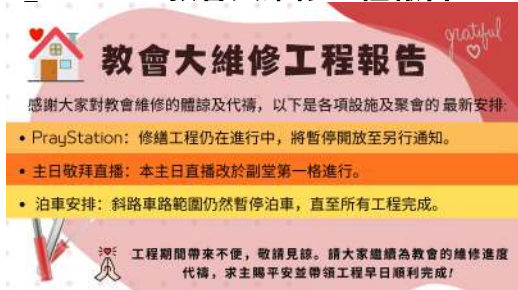 grateful
教會大維修工程報告
感謝大家對教會維修的體諒及代禱，以下是各項設施及聚會的 最新安排:
• PrayStation：修繕工程仍在進行中，將暫停開放至另行通知。
• 主日敬拜直播：本主日直播改於副堂第一格進行。
• 泊車安排：斜路車路範圍仍然暫停泊車，直至所有工程完成。
工程期間帶來不便，敬請見諒。請大家繼續為教會的維修進度
代禱，求主賜平安並帶領工程早日順利完成!